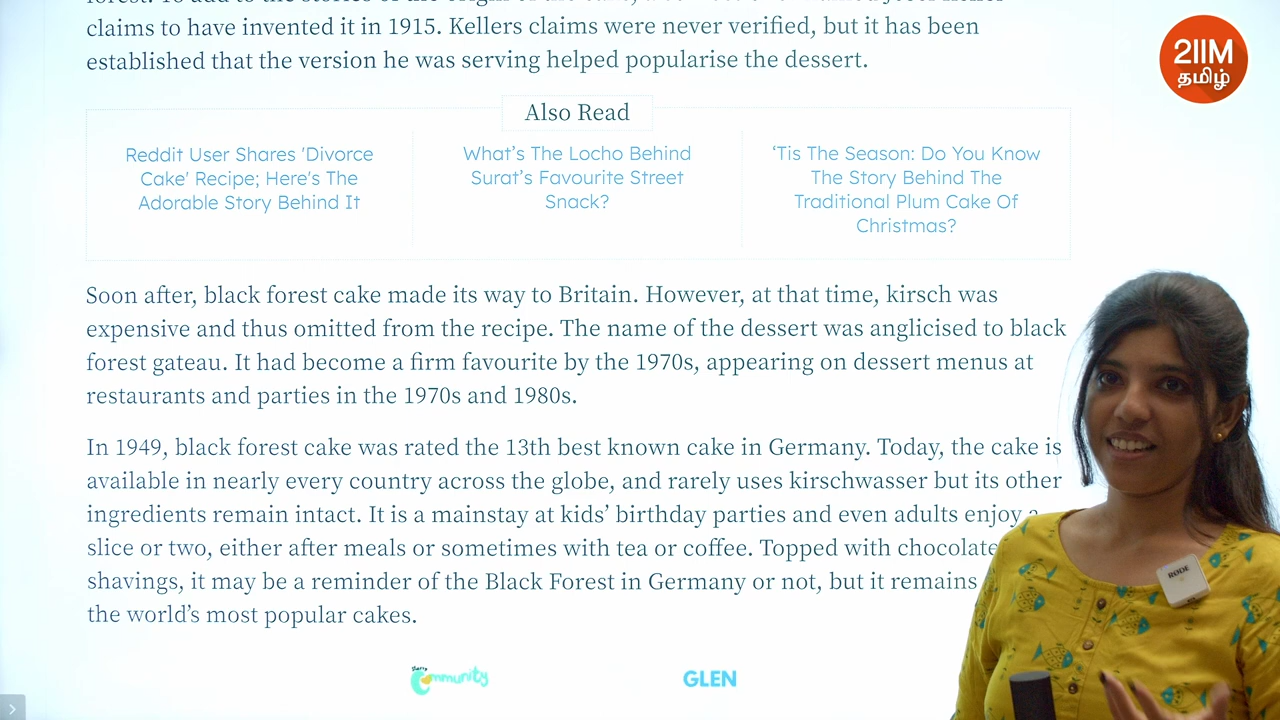 claims to have invented it in 1915. Kellers claims were never verified, but it has been
established that the version he was serving helped popularise the dessert.
2IIM
தமிழ்
Also Read
Reddit User Shares 'Divorce
Cake' Recipe; Here's The
Adorable Story Behind It
What's The Locho Behind
Surat's Favourite Street
Snack?
‘Tis The Season: Do You Know
The Story Behind The
Traditional Plum Cake Of
Christmas?
Soon after, black forest cake made its way to Britain. However, at that time, kirsch was
expensive and thus omitted from the recipe. The name of the dessert was anglicised to black
forest gateau. It had become a firm favourite by the 1970s, appearing on dessert menus at
restaurants and parties in the 1970s and 1980s.
In 1949, black forest cake was rated the 13th best known cake in Germany. Today, the cake is
available in nearly every country across the globe, and rarely uses kirschwasser but its other
ingredients remain intact. It is a mainstay at kids’ birthday parties and even adults enjoy a
slice or two, either after meals or sometimes with tea or coffee. Topped with chocolate
shavings, it may be a reminder of the Black Forest in Germany or not, but it remains
the world’s most popular cakes.
GLEN
RØDE